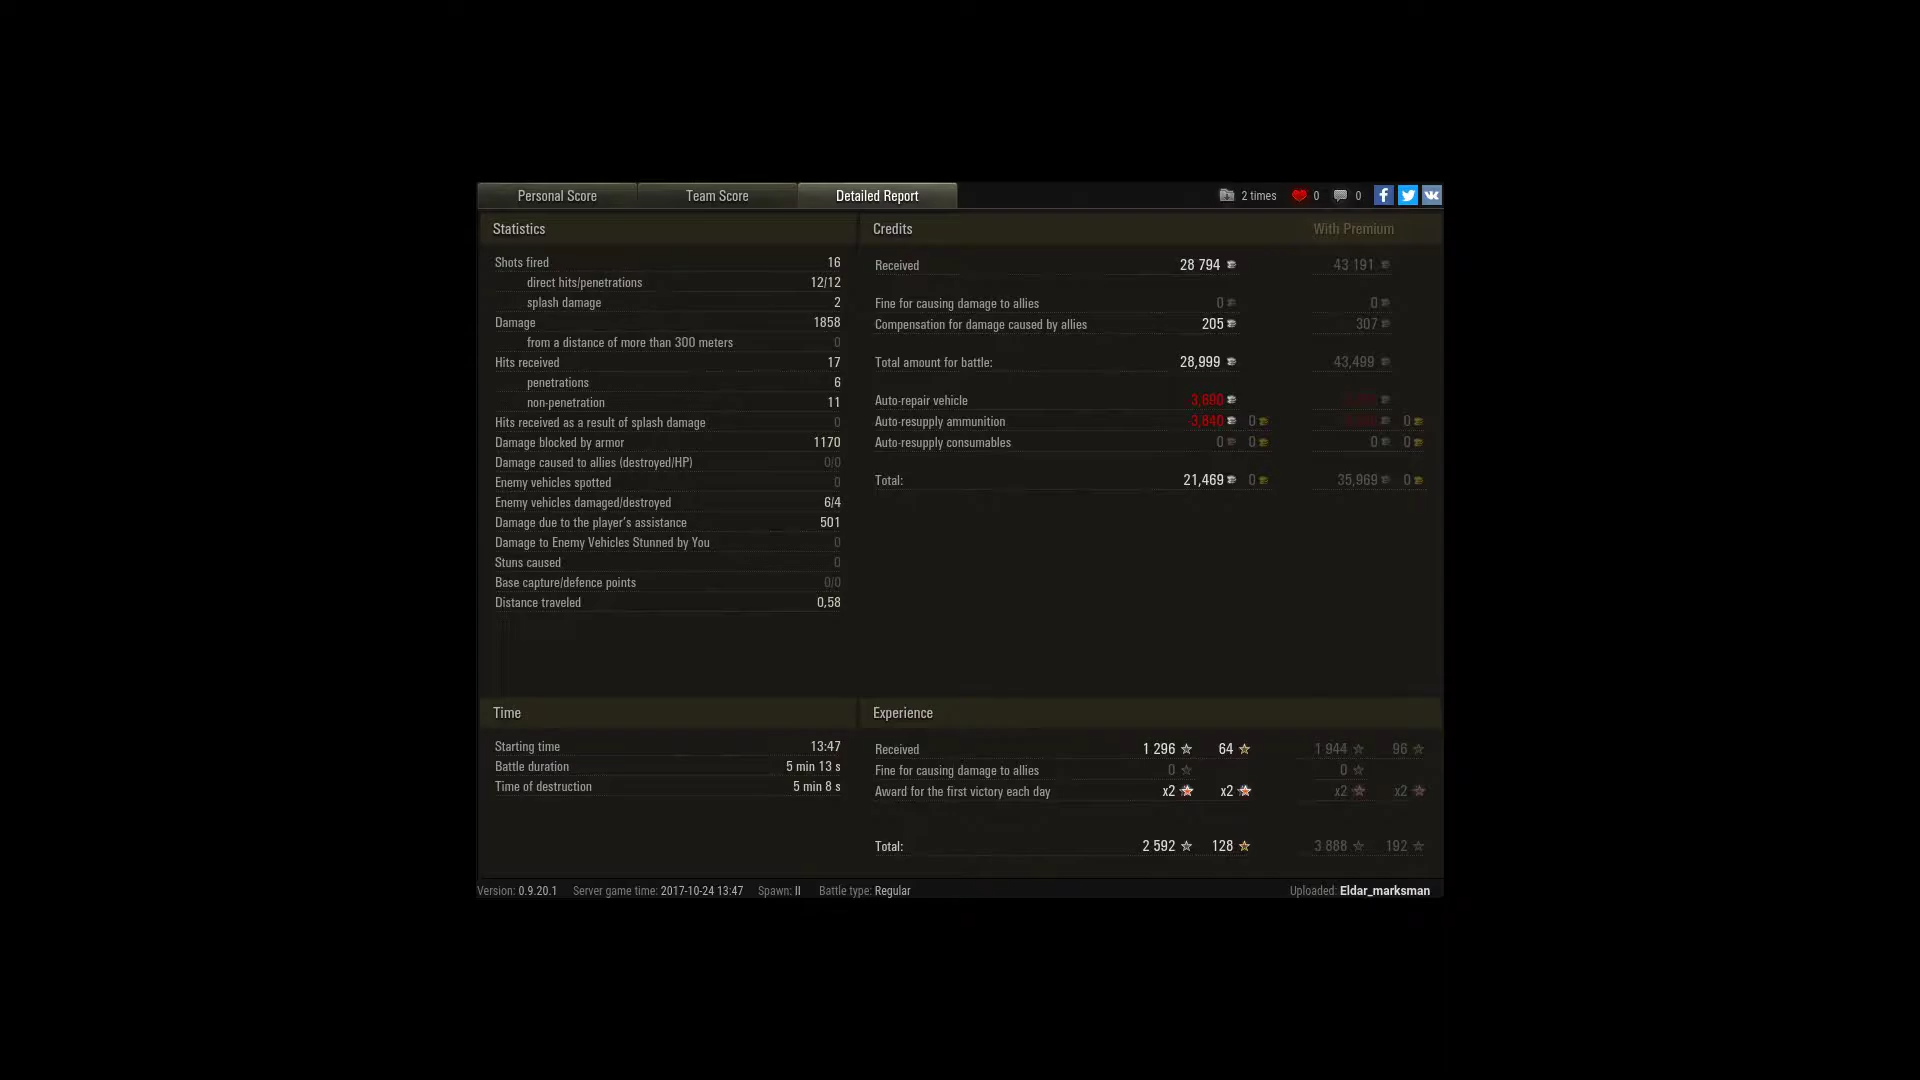 Personal Score Team Score Detailed Report 2 times 0 0
Statistics
Shots fired 16
direct hits/penetrations 12/12
splash damage 2
Damage 1858
from a distance of more than 300 meters 0
Hits received 17
penetrations 6
non-penetration 11
Hits received as a result of splash damage 0
Damage blocked by armor 1170
Damage caused to allies (destroyed/HP) 0/0
Enemy vehicles spotted 0
Enemy vehicles damaged/destroyed 6/4
Damage due to the player's assistance 501
Damage to Enemy Vehicles Stunned by You 0
Stuns caused 0
Base capture/defence points 0/0
Distance traveled 0,58
Credits With Premium
Received 28 794 43 191
Fine for causing damage to allies 0 0
Compensation for damage caused by allies 205 307
Total amount for battle: 28,999 43,499
Auto-repair vehicle -3,690
Auto-resupply ammunition -3,840 0 0
Auto-resupply consumables 0 0 0 0
Total: 21,469 0 35,969 0
Time
Starting time 13:47
Battle duration 5 min 13 s
Time of destruction 5 min 8 s
Experience
Received 1 296 64 1 944 96
Fine for causing damage to allies 0 0
Award for the first victory each day x2 x2 x2 x2
Total: 2 592 128 3 888 192
Version: 0.9.20.1 Server game time: 2017-10-24 13:47 Spawn: II Battle type: Regular Uploaded: Eldar_marksman